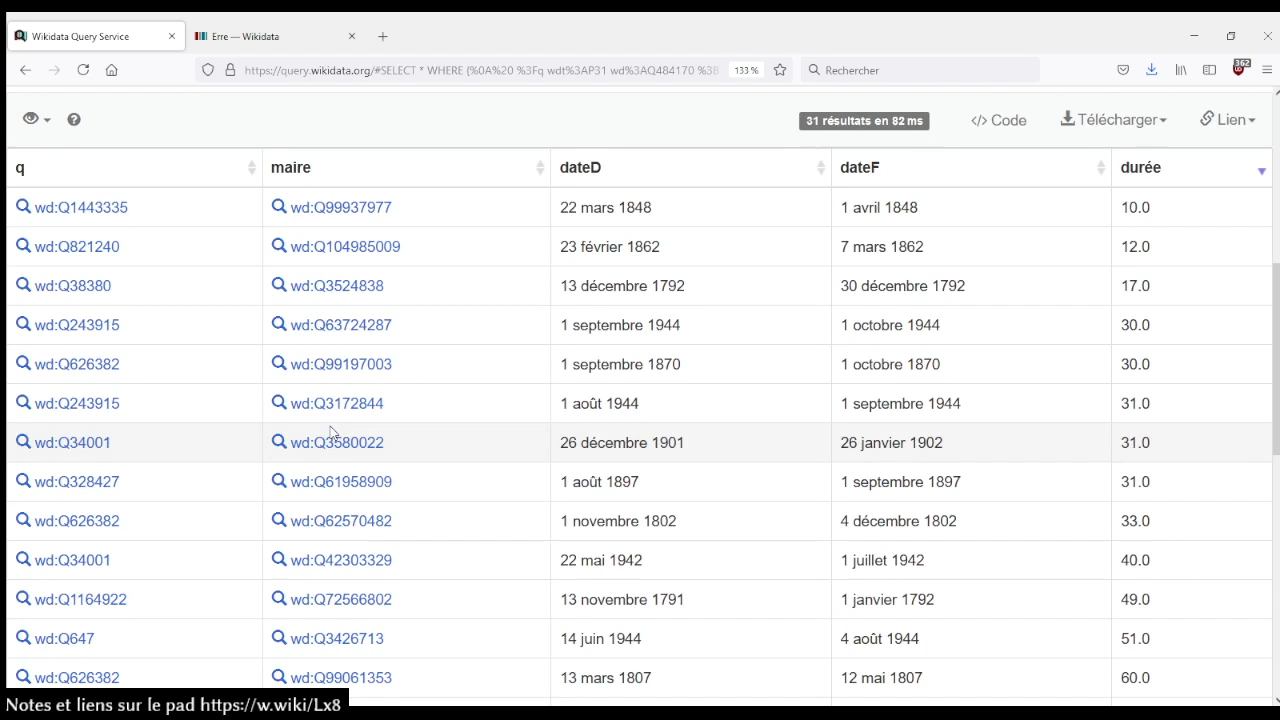 Wikidata Query Service
Erre — Wikidata
https://query.wikidata.org/#SELECT * WHERE {%0A%20 %3Fq wdt%3AP31 wd%3AQ484170 %3B
133 %
Rechercher
362
31 résultats en 82 ms
</> Code
Télécharger
Lien
q maire dateD dateF durée
wd:Q1443335 wd:Q99937977 22 mars 1848 1 avril 1848 10.0
wd:Q821240 wd:Q104985009 23 février 1862 7 mars 1862 12.0
wd:Q38380 wd:Q3524838 13 décembre 1792 30 décembre 1792 17.0
wd:Q243915 wd:Q63724287 1 septembre 1944 1 octobre 1944 30.0
wd:Q626382 wd:Q99197003 1 septembre 1870 1 octobre 1870 30.0
wd:Q243915 wd:Q3172844 1 août 1944 1 septembre 1944 31.0
wd:Q34001 wd:Q3580022 26 décembre 1901 26 janvier 1902 31.0
wd:Q328427 wd:Q61958909 1 août 1897 1 septembre 1897 31.0
wd:Q626382 wd:Q62570482 1 novembre 1802 4 décembre 1802 33.0
wd:Q34001 wd:Q42303329 22 mai 1942 1 juillet 1942 40.0
wd:Q1164922 wd:Q72566802 13 novembre 1791 1 janvier 1792 49.0
wd:Q647 wd:Q3426713 14 juin 1944 4 août 1944 51.0
wd:Q626382 wd:Q99061353 13 mars 1807 12 mai 1807 60.0
Notes et liens sur le pad https://w.wiki/Lx8